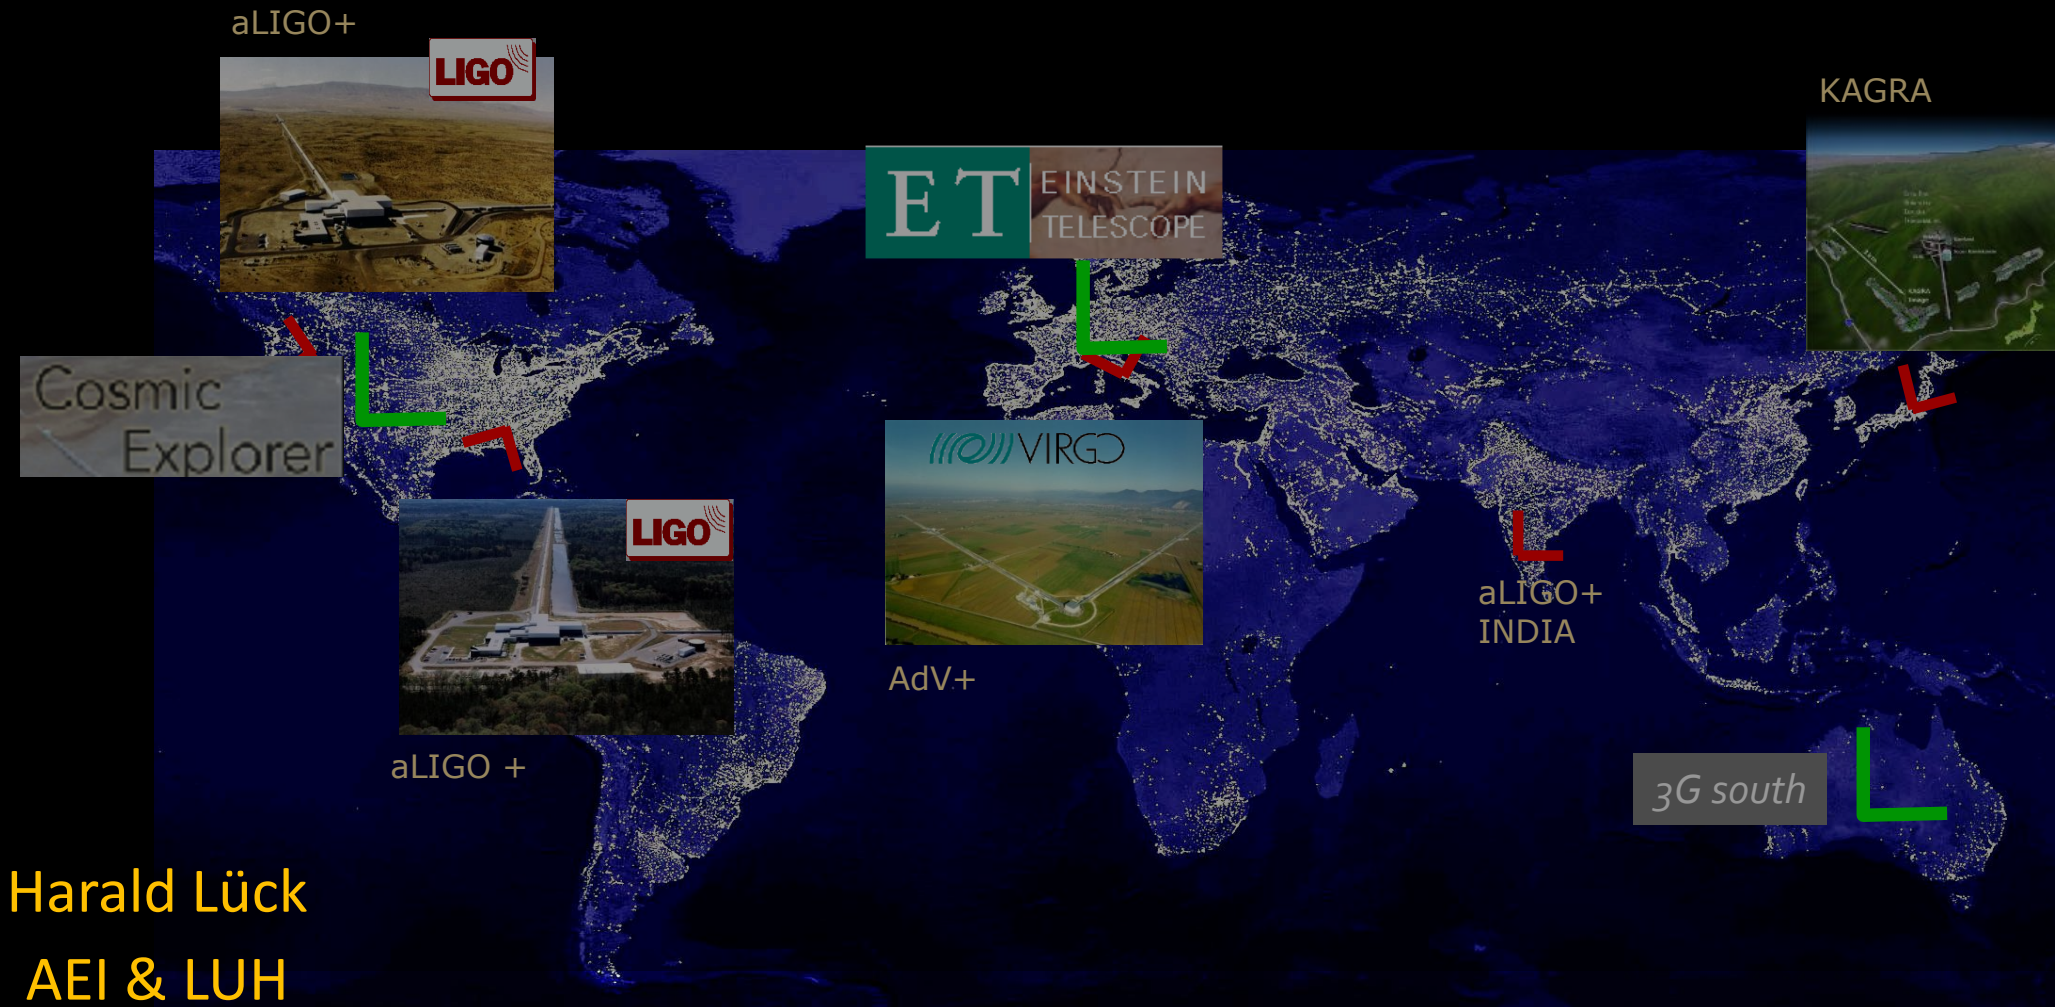 aLIGO+
LIGO
KAGRA
ET
EINSTEIN
TELESCOPE
Cosmic
Explorer
VIRGO
LIGO
aLIGO+
INDIA
AdV+
aLIGO +
3G south
Harald Lück
AEI & LUH